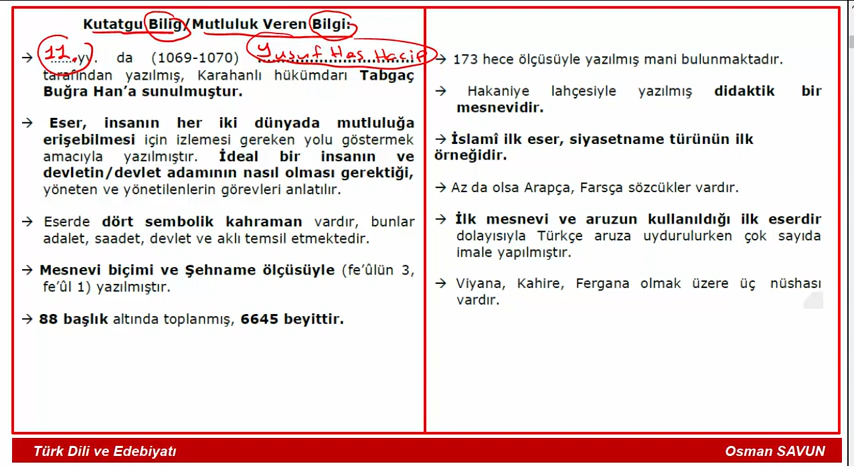 Kutatgu Bilig/Mutluluk Veren Bilgi:
→ 11.yy. da (1069-1070) Yusuf Has Hacip
tarafından yazılmış, Karahanlı hükümdarı Tabgaç
Buğra Han'a sunulmuştur.
→ Eser, insanın her iki dünyada mutluluğa
erişebilmesi için izlemesi gereken yolu göstermek
amacıyla yazılmıştır. İdeal bir insanın ve
devletin/devlet adamının nasıl olması gerektiği,
yöneten ve yönetilenlerin görevleri anlatılır.
→ Eserde dört sembolik kahraman vardır, bunlar
adalet, saadet, devlet ve aklı temsil etmektedir.
→ Mesnevi biçimi ve Şehname ölçüsüyle (fe'ûlün 3,
fe'ûl 1) yazılmıştır.
→ 88 başlık altında toplanmış, 6645 beyittir.
→ 173 hece ölçüsüyle yazılmış mani bulunmaktadır.
→ Hakaniye lahçesiyle yazılmış didaktik bir
mesnevidir.
→ İslamî ilk eser, siyasetname türünün ilk
örneğidir.
→ Az da olsa Arapça, Farsça sözcükler vardır.
→ İlk mesnevi ve aruzun kullanıldığı ilk eserdir
dolayısıyla Türkçe aruza uydurulurken çok sayıda
imale yapılmıştır.
→ Viyana, Kahire, Fergana olmak üzere üç nüshası
vardır.
Türk Dili ve Edebiyatı
Osman SAVUN